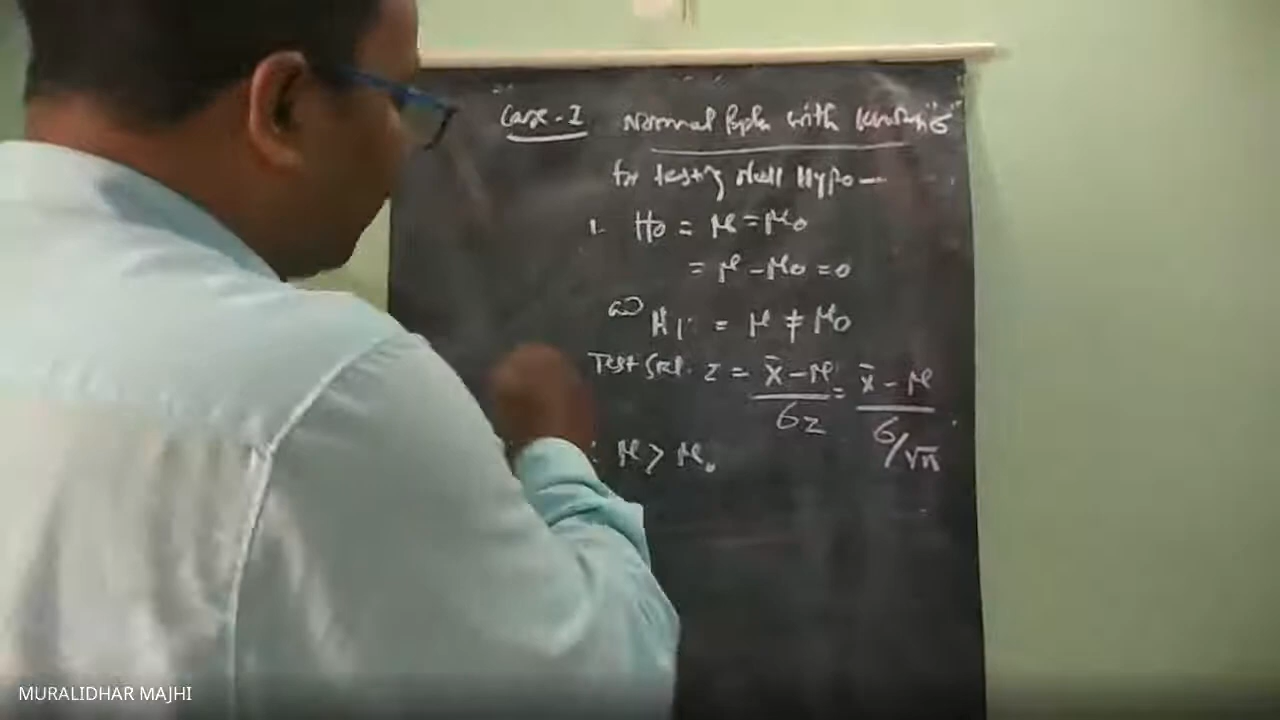 Case-I Normal Popln with known "σ"
for testing Null Hypo—
1. H0 = μ = μ0
= μ - μ0 = 0
a) H1: = μ ≠ μ0
Test Stat. Z = x̄ - μ / σz = x̄ - μ / σ/√n
: μ > μ0
MURALIDHAR MAJHI